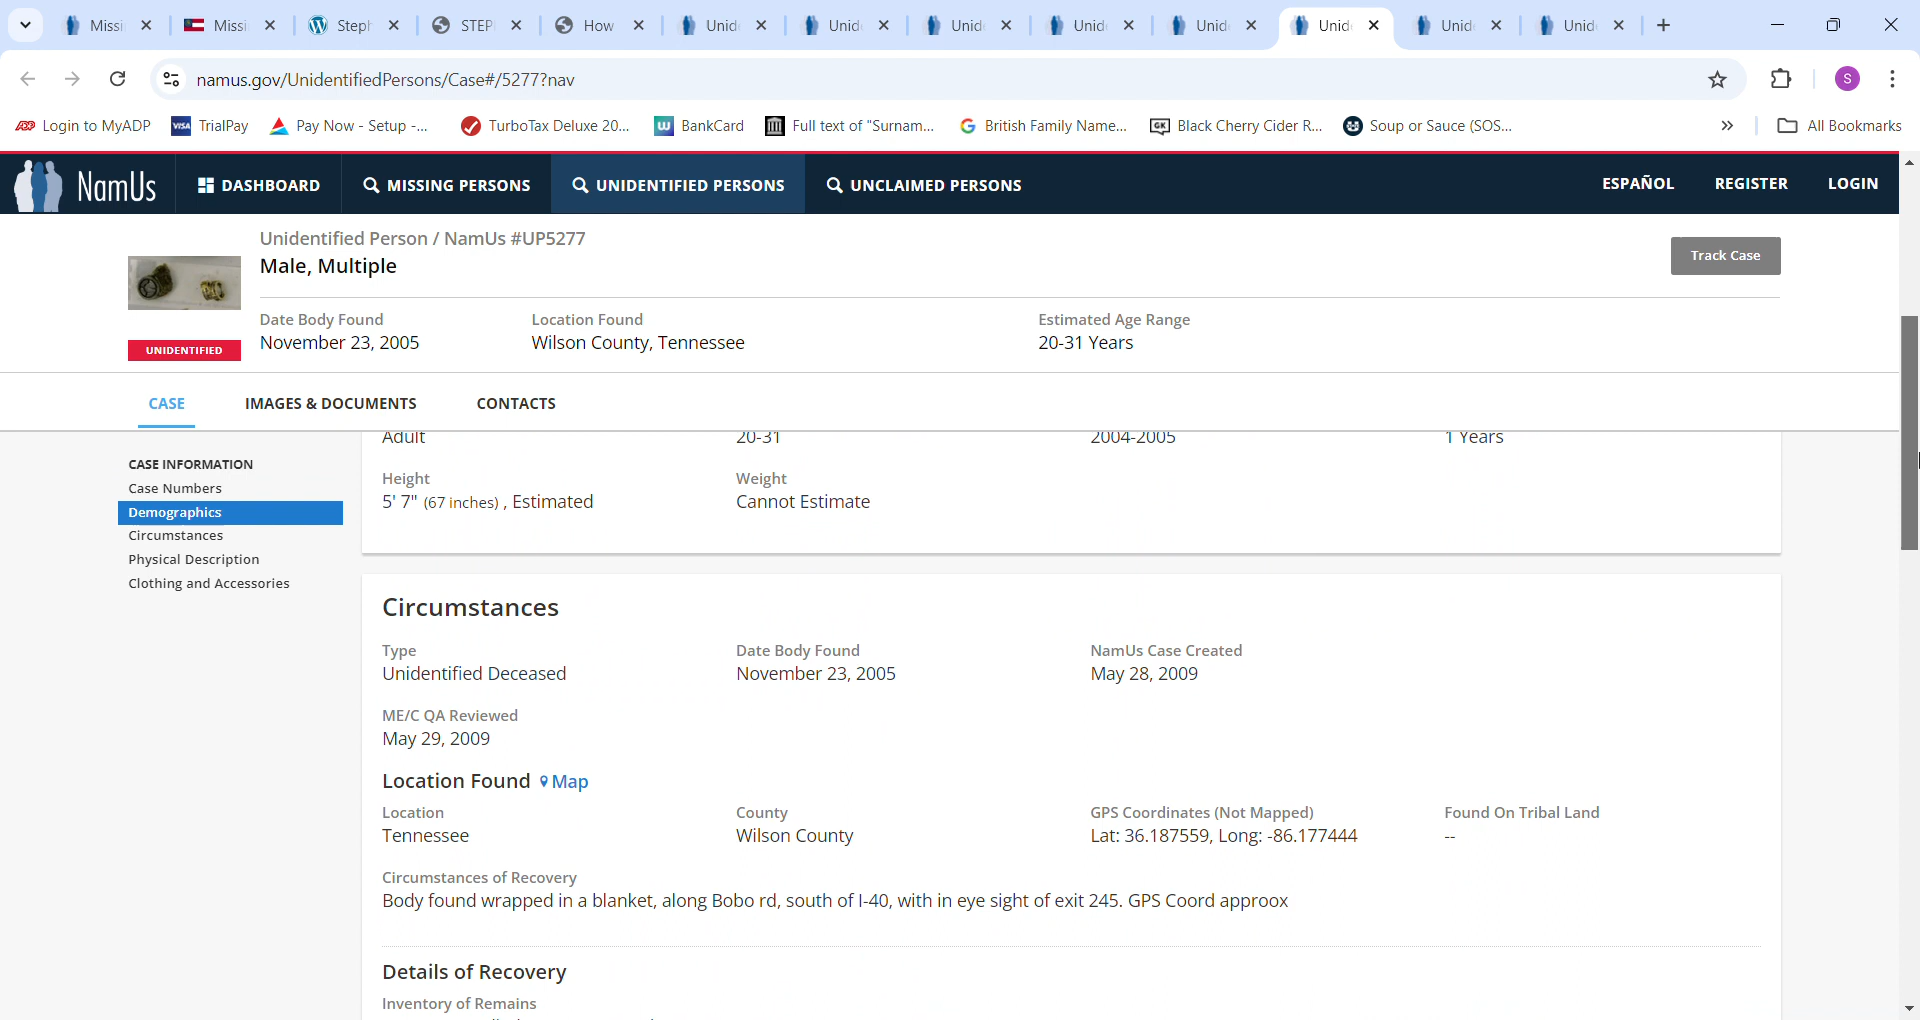 Missi
Missi
Steph
STEP
How
Unid
Unid
Unid
Unid
Unid
Unid
Unid
Unid
namus.gov/UnidentifiedPersons/Case#/5277?nav
S
Login to MyADP
VISA TrialPay
Pay Now - Setup -...
TurboTax Deluxe 20...
BankCard
Full text of "Surnam...
British Family Name...
GK Black Cherry Cider R...
Soup or Sauce (SOS...
All Bookmarks
NamUs
DASHBOARD
MISSING PERSONS
UNIDENTIFIED PERSONS
UNCLAIMED PERSONS
ESPAÑOL
REGISTER
LOGIN
Unidentified Person / NamUs #UP5277
Male, Multiple
Track Case
Date Body Found
November 23, 2005
Location Found
Wilson County, Tennessee
Estimated Age Range
20-31 Years
UNIDENTIFIED
CASE
IMAGES & DOCUMENTS
CONTACTS
CASE INFORMATION
Case Numbers
Demographics
Circumstances
Physical Description
Clothing and Accessories
Adult
20-31
2004-2005
1 Years
Height
5' 7" (67 inches) , Estimated
Weight
Cannot Estimate
Circumstances
Type
Unidentified Deceased
Date Body Found
November 23, 2005
NamUs Case Created
May 28, 2009
ME/C QA Reviewed
May 29, 2009
Location Found Map
Location
Tennessee
County
Wilson County
GPS Coordinates (Not Mapped)
Lat: 36.187559, Long: -86.177444
Found On Tribal Land
--
Circumstances of Recovery
Body found wrapped in a blanket, along Bobo rd, south of I-40, with in eye sight of exit 245. GPS Coord approox
Details of Recovery
Inventory of Remains